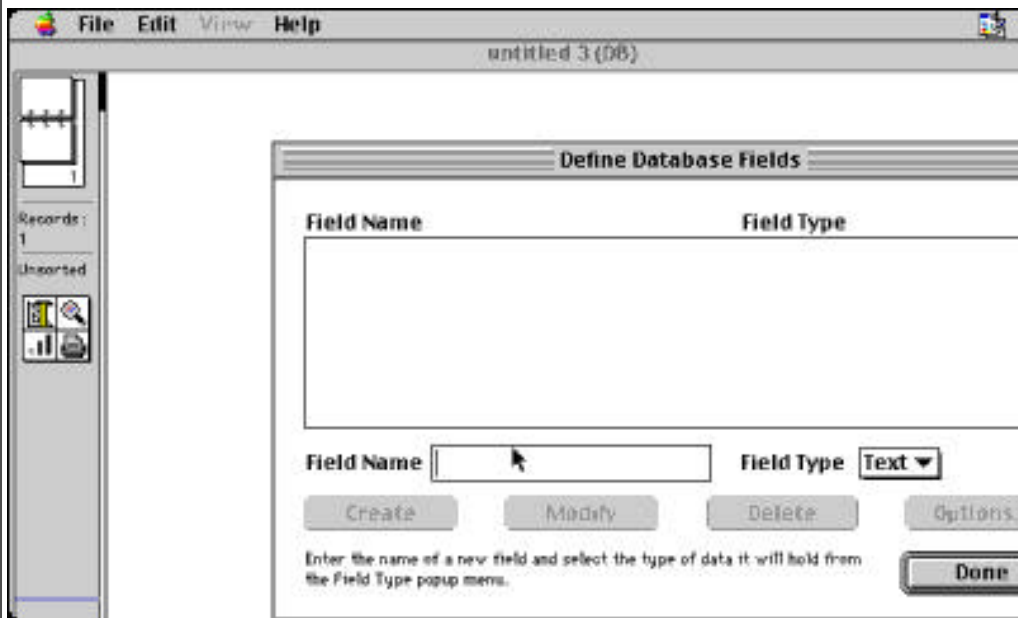 File Edit View Help
untitled 3 (DB)
1
Define Database Fields
Records:
1
Field Name Field Type
Unsorted
Field Name Field Type Text
Create Modify Delete Options
Enter the name of a new field and select the type of data it will hold from
the Field Type popup menu.
Done